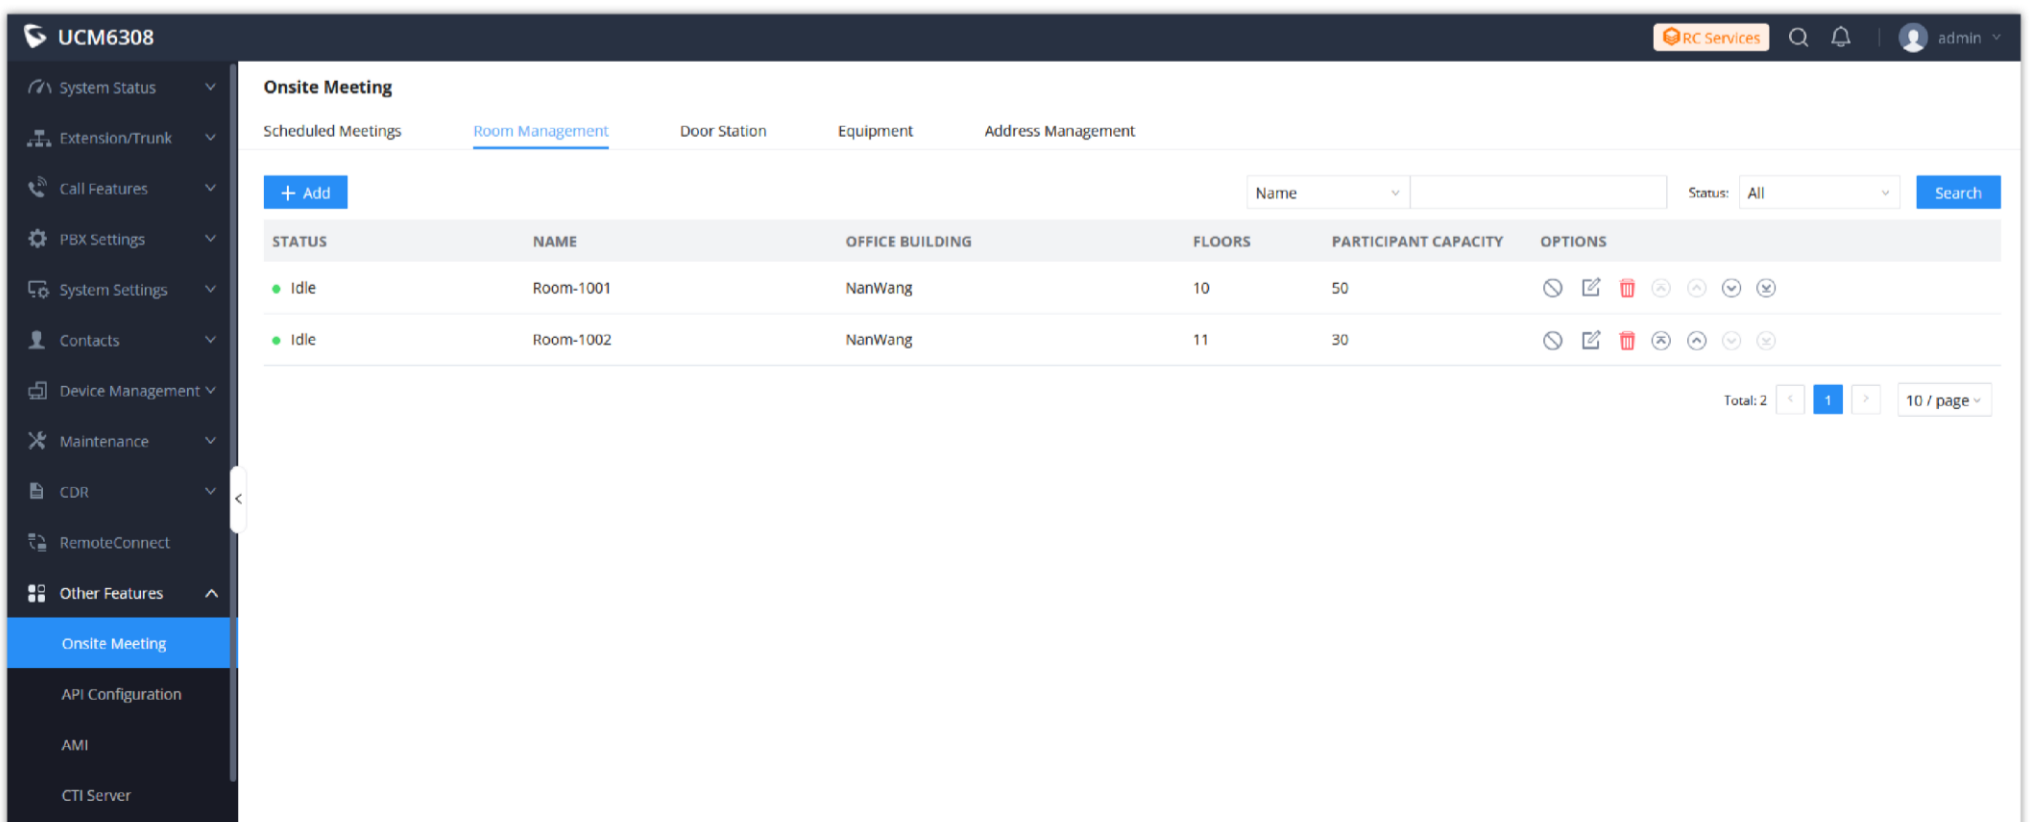 UCM6308
RC Services
admin
System Status
Extension/Trunk
Call Features
PBX Settings
System Settings
Contacts
Device Management
Maintenance
CDR
RemoteConnect
Other Features
Onsite Meeting
API Configuration
AMI
CTI Server
Onsite Meeting
Scheduled Meetings Room Management Door Station Equipment Address Management
+ Add Name Status: All Search
STATUS NAME OFFICE BUILDING FLOORS PARTICIPANT CAPACITY OPTIONS
Idle Room-1001 NanWang 10 50
Idle Room-1002 NanWang 11 30
Total: 2 < 1 > 10 / page